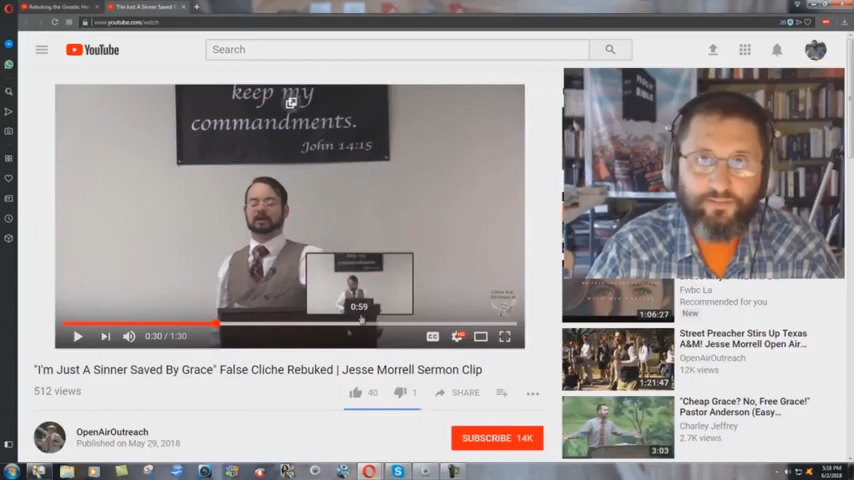 Rebuking the Gnostic He
"I'm Just A Sinner Saved
www.youtube.com/watch
YouTube
Search
keep my
commandments.
John 14:15
HOLY
BIBLE
0:59
0:30 / 1:30
HD
"I'm Just A Sinner Saved By Grace" False Cliche Rebuked | Jesse Morrell Sermon Clip
512 views
40
1
SHARE
OpenAirOutreach
Published on May 29, 2018
SUBSCRIBE 14K
Fwbc La
Recommended for you
New
1:06:27
Street Preacher Stirs Up Texas
A&M! Jesse Morrell Open Air...
OpenAirOutreach
12K views
1:21:47
"Cheap Grace? No, Free Grace!"
Pastor Anderson (Easy...
Charley Jeffrey
2.7K views
3:03
5:18 PM
6/2/2018